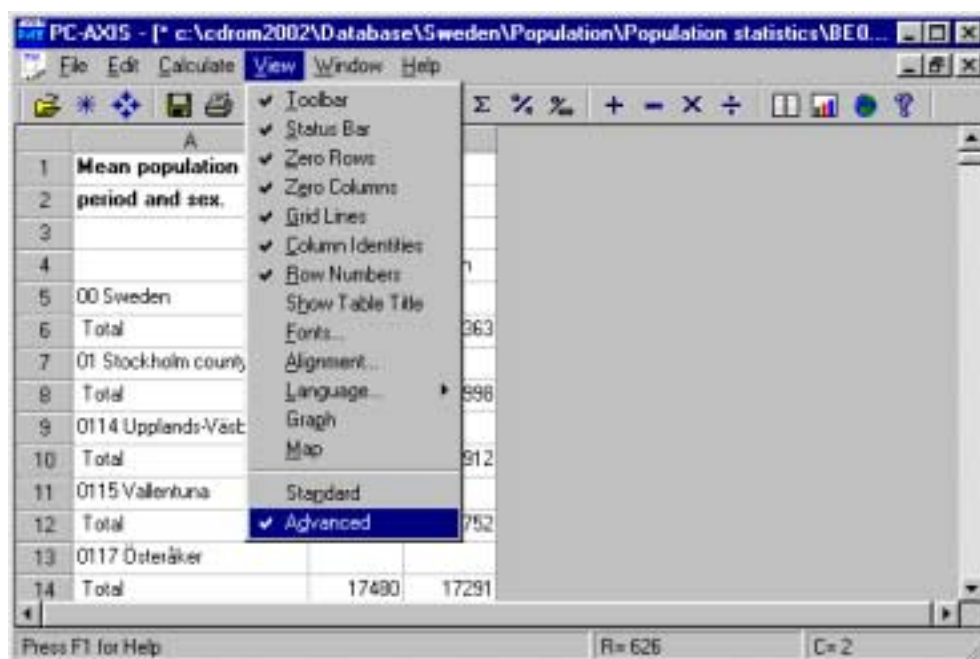 PC-AXIS - [* c:\cdrom2002\Database\Sweden\Population\Population statistics\BE0....
File Edit Calculate View Window Help
Toolbar
Status Bar
Zero Rows
Zero Columns
Grid Lines
Column Identities
Row Numbers
Show Table Title
Fonts...
Alignment...
Language...
Graph
Map
Standard
Advanced
Σ % ‰ + - × ÷
A
1 Mean population
2 period and sex.
3
4 n
5 00 Sweden
6 Total 363
7 01 Stockholm county
8 Total 998
9 0114 Upplands-Väsb
10 Total 912
11 0115 Vallentuna
12 Total 752
13 0117 Österåker
14 Total 17480 17291
Press F1 for Help R= 626 C= 2